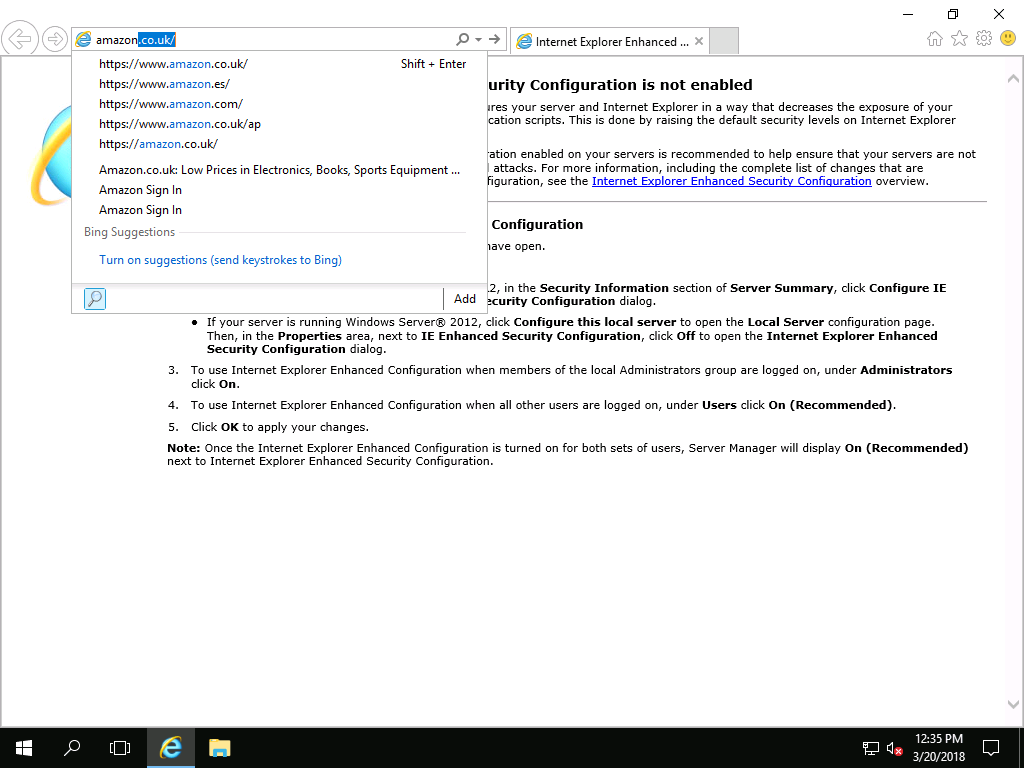 amazon.co.uk/
Internet Explorer Enhanced ...
https://www.amazon.co.uk/ Shift + Enter
https://www.amazon.es/
https://www.amazon.com/
https://www.amazon.co.uk/ap
https://amazon.co.uk/
Amazon.co.uk: Low Prices in Electronics, Books, Sports Equipment ...
Amazon Sign In
Amazon Sign In
Bing Suggestions
Turn on suggestions (send keystrokes to Bing)
Add
Security Configuration is not enabled
your server and Internet Explorer in a way that decreases the exposure of your
scripts. This is done by raising the default security levels on Internet Explorer
enabled on your servers is recommended to help ensure that your servers are not
attacks. For more information, including the complete list of changes that are
see the Internet Explorer Enhanced Security Configuration overview.
Configuration
have open.
in the Security Information section of Server Summary, click Configure IE
Security Configuration dialog.
• If your server is running Windows Server® 2012, click Configure this local server to open the Local Server configuration page.
Then, in the Properties area, next to IE Enhanced Security Configuration, click Off to open the Internet Explorer Enhanced
Security Configuration dialog.
3. To use Internet Explorer Enhanced Configuration when members of the local Administrators group are logged on, under Administrators
click On.
4. To use Internet Explorer Enhanced Configuration when all other users are logged on, under Users click On (Recommended).
5. Click OK to apply your changes.
Note: Once the Internet Explorer Enhanced Configuration is turned on for both sets of users, Server Manager will display On (Recommended)
next to Internet Explorer Enhanced Security Configuration.
12:35 PM
3/20/2018